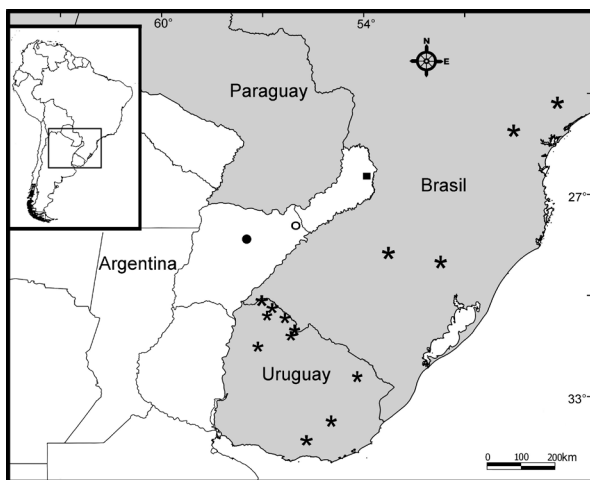 60° 54°
N
E
Paraguay
Brasil
27°
Argentina
Uruguay
33°
0 100 200km